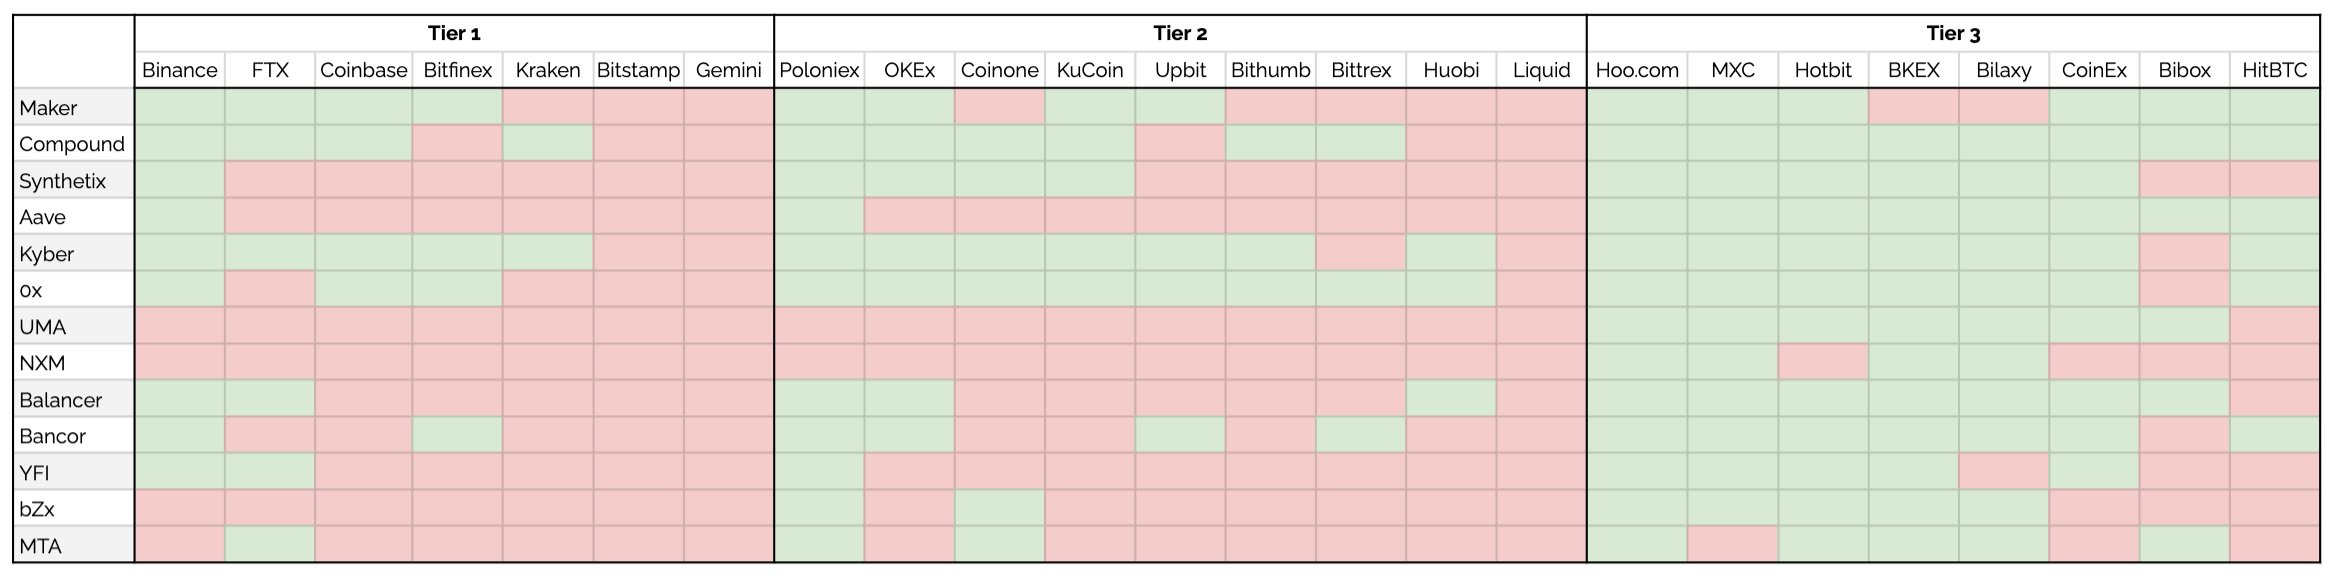 Tier 1 Tier 2 Tier 3
Binance FTX Coinbase Bitfinex Kraken Bitstamp Gemini Poloniex OKEx Coinone KuCoin Upbit Bithumb Bittrex Huobi Liquid Hoo.com MXC Hotbit BKEX Bilaxy CoinEx Bibox HitBTC
Maker
Compound
Synthetix
Aave
Kyber
0x
UMA
NXM
Balancer
Bancor
YFI
bZx
MTA